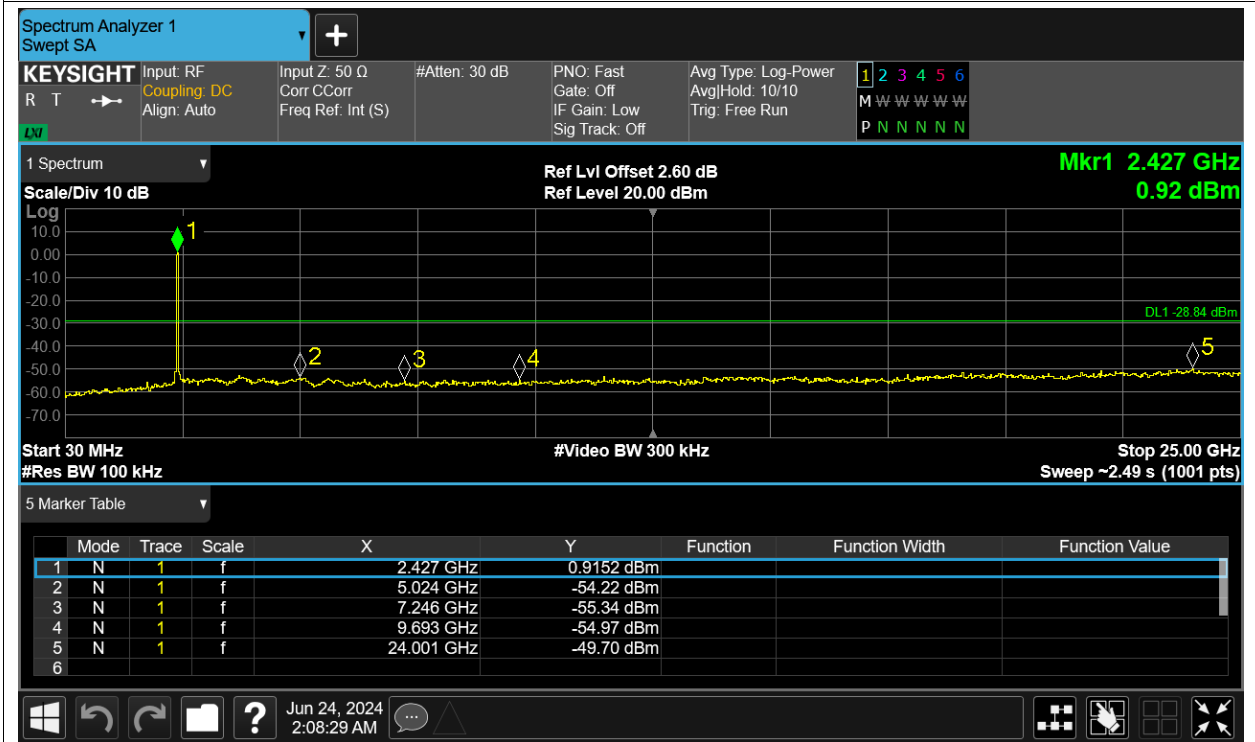 Spectrum Analyzer 1
Swept SA
KEYSIGHT
R T
LXI
Input: RF
Coupling: DC
Align: Auto
Input Z: 50 Ω
Corr CCorr
Freq Ref: Int (S)
#Atten: 30 dB
PNO: Fast
Gate: Off
IF Gain: Low
Sig Track: Off
Avg Type: Log-Power
Avg|Hold: 10/10
Trig: Free Run
1 2 3 4 5 6
M W W W W W
P N N N N N
1 Spectrum
Scale/Div 10 dB
Ref Lvl Offset 2.60 dB
Ref Level 20.00 dBm
Mkr1 2.427 GHz
0.92 dBm
Log
10.0
0.00
-10.0
-20.0
-30.0
-40.0
-50.0
-60.0
-70.0
1
DL1 -28.84 dBm
2
3
4
5
Start 30 MHz
#Video BW 300 kHz
Stop 25.00 GHz
#Res BW 100 kHz
Sweep ~2.49 s (1001 pts)
5 Marker Table
Mode Trace Scale X Y Function Function Width Function Value
1 N 1 f 2.427 GHz 0.9152 dBm
2 N 1 f 5.024 GHz -54.22 dBm
3 N 1 f 7.246 GHz -55.34 dBm
4 N 1 f 9.693 GHz -54.97 dBm
5 N 1 f 24.001 GHz -49.70 dBm
6
?
Jun 24, 2024
2:08:29 AM